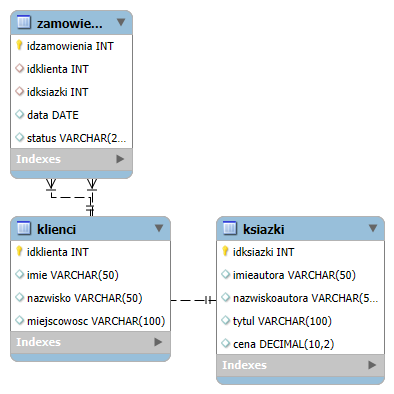 zamowie...
idzamowienia INT
idklienta INT
idksiazki INT
data DATE
status VARCHAR(2...
Indexes
klienci
idklienta INT
imie VARCHAR(50)
nazwisko VARCHAR(50)
miejscowosc VARCHAR(100)
Indexes
ksiazki
idksiazki INT
imieautora VARCHAR(50)
nazwiskoautora VARCHAR(5...
tytul VARCHAR(100)
cena DECIMAL(10,2)
Indexes